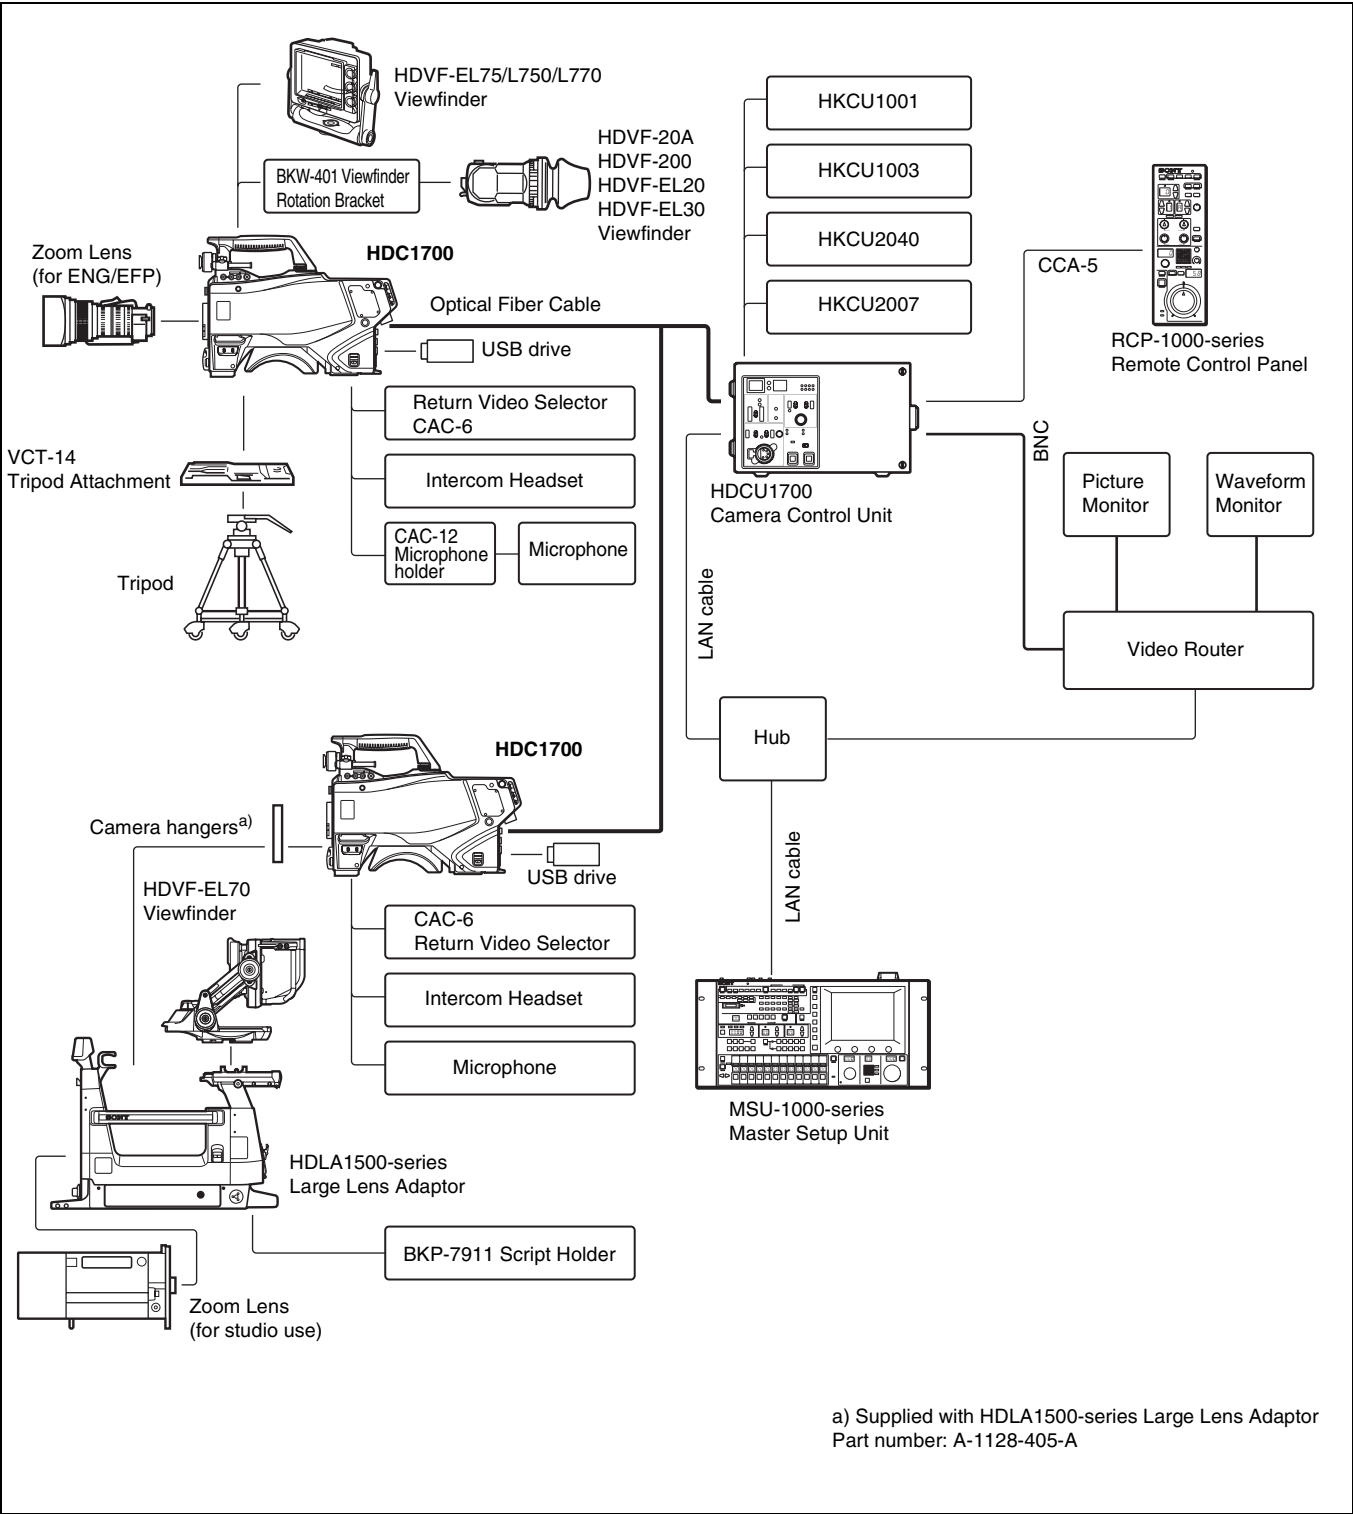 HDVF-EL75/L750/L770
Viewfinder
BKW-401 Viewfinder
Rotation Bracket
HDVF-20A
HDVF-200
HDVF-EL20
HDVF-EL30
Viewfinder
Zoom Lens
(for ENG/EFP)
HDC1700
Optical Fiber Cable
USB drive
Return Video Selector
CAC-6
Intercom Headset
CAC-12
Microphone
holder
Microphone
VCT-14
Tripod Attachment
Tripod
HKCU1001
HKCU1003
HKCU2040
HKCU2007
SONY
CCA-5
RCP-1000-series
Remote Control Panel
HDCU1700
Camera Control Unit
BNC
Picture
Monitor
Waveform
Monitor
Video Router
LAN cable
Hub
LAN cable
MSU-1000-series
Master Setup Unit
HDC1700
Camera hangersa)
USB drive
HDVF-EL70
Viewfinder
CAC-6
Return Video Selector
Intercom Headset
Microphone
SONY
HDLA1500-series
Large Lens Adaptor
BKP-7911 Script Holder
Zoom Lens
(for studio use)
a) Supplied with HDLA1500-series Large Lens Adaptor
Part number: A-1128-405-A